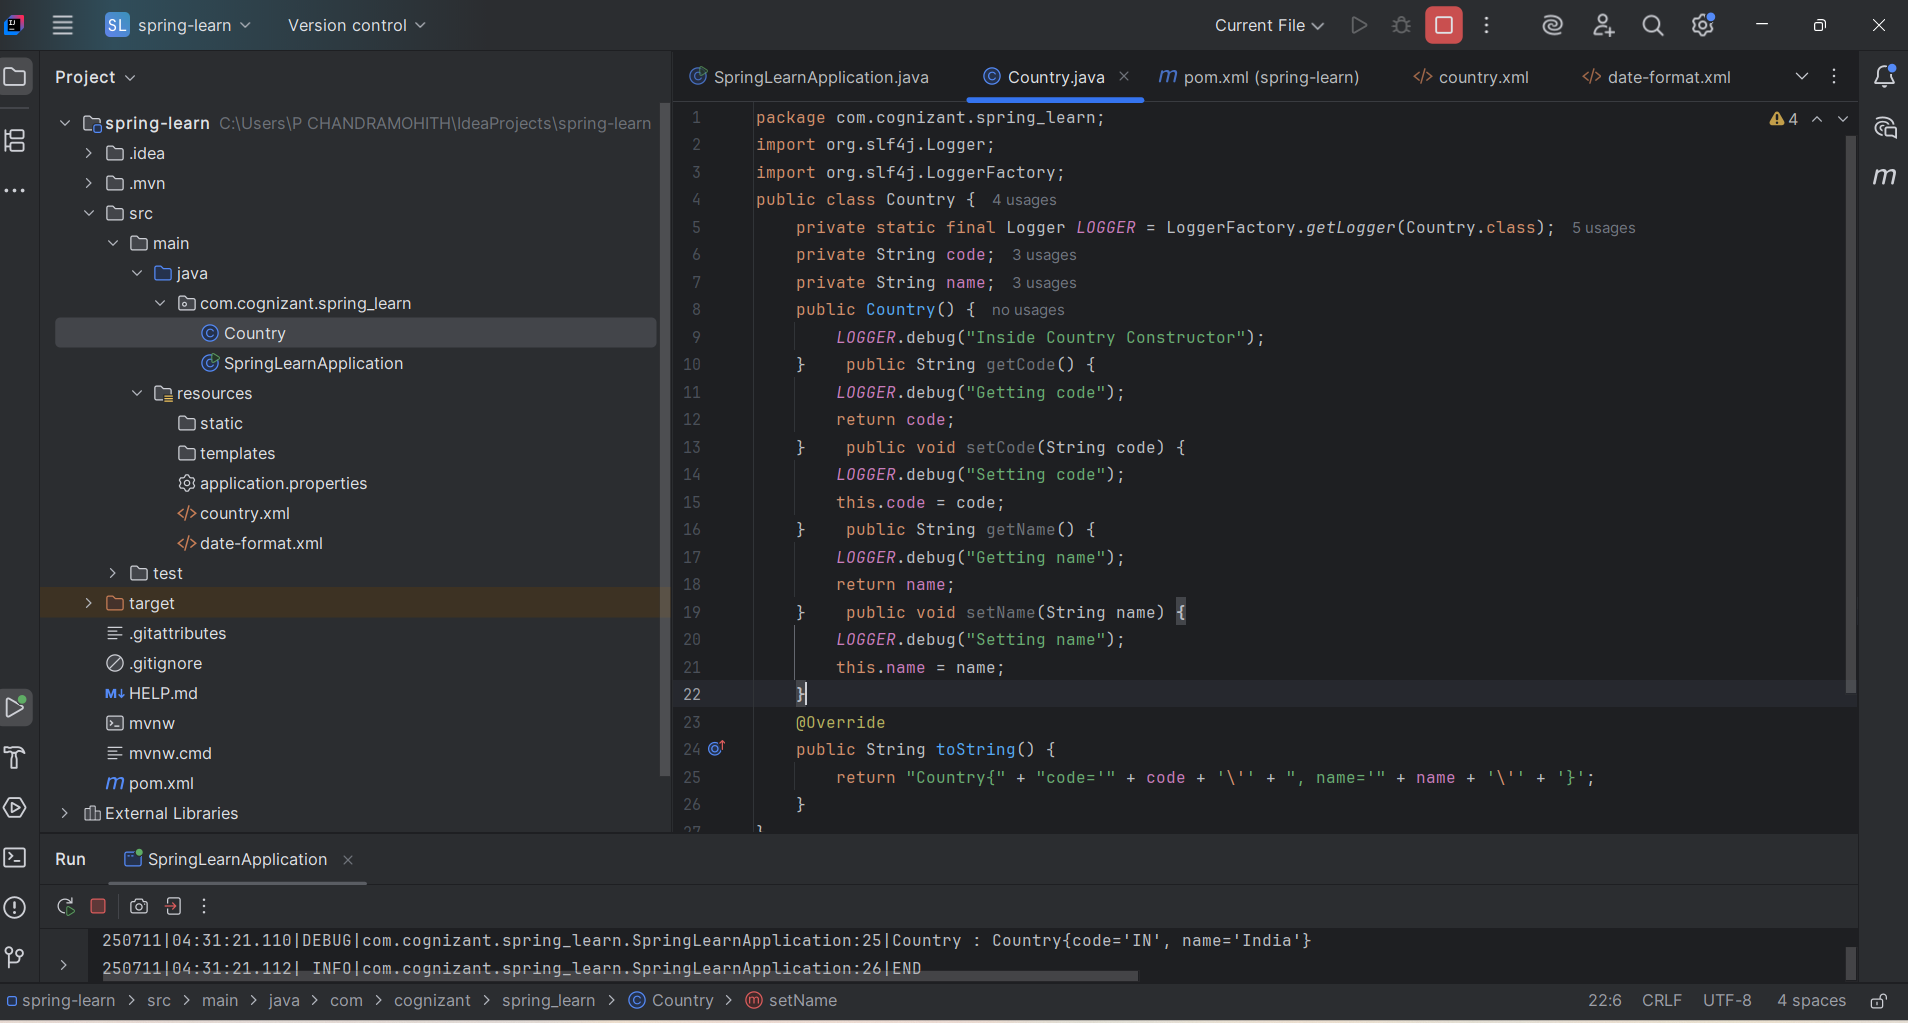 SL spring-learn Version control Current File
Project
SpringLearnApplication.java Country.java pom.xml (spring-learn) country.xml date-format.xml
spring-learn C:\Users\P CHANDRAMOHITH\IdeaProjects\spring-learn
.idea
.mvn
src
main
java
com.cognizant.spring_learn
Country
SpringLearnApplication
resources
static
templates
application.properties
country.xml
date-format.xml
test
target
.gitattributes
.gitignore
M↓ HELP.md
mvnw
mvnw.cmd
m pom.xml
External Libraries
4
1 package com.cognizant.spring_learn;
2 import org.slf4j.Logger;
3 import org.slf4j.LoggerFactory;
4 public class Country { 4 usages
5     private static final Logger LOGGER = LoggerFactory.getLogger(Country.class); 5 usages
6     private String code; 3 usages
7     private String name; 3 usages
8     public Country() { no usages
9         LOGGER.debug("Inside Country Constructor");
10     }    public String getCode() {
11         LOGGER.debug("Getting code");
12         return code;
13     }    public void setCode(String code) {
14         LOGGER.debug("Setting code");
15         this.code = code;
16     }    public String getName() {
17         LOGGER.debug("Getting name");
18         return name;
19     }    public void setName(String name) {
20         LOGGER.debug("Setting name");
21         this.name = name;
22     }
23     @Override
24     public String toString() {
25         return "Country{" + "code='" + code + '\'' + ", name='" + name + '\'' + '}';
26     }
27 }
Run SpringLearnApplication
250711|04:31:21.110|DEBUG|com.cognizant.spring_learn.SpringLearnApplication:25|Country : Country{code='IN', name='India'}
250711|04:31:21.112| INFO|com.cognizant.spring_learn.SpringLearnApplication:26|END
spring-learn > src > main > java > com > cognizant > spring_learn > Country > setName 22:6 CRLF UTF-8 4 spaces